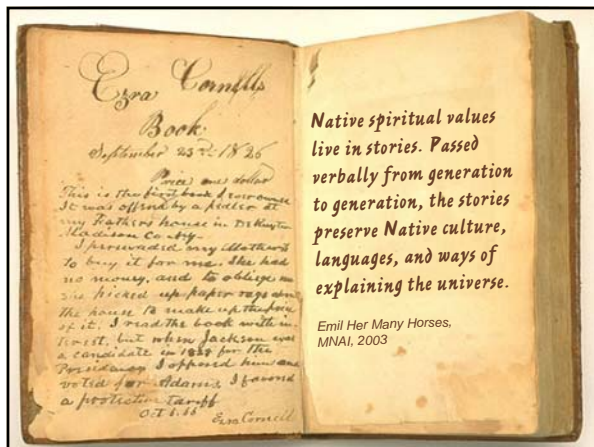 Ezra Cornell's
Book
September 23rd 1826
Price one dollar
This is the first book I ever owned
It was offered by a pedler at
my Fathers house in DeRuyter
Madison County.
I prevaded my Mother
to buy it for me. She had
no money, and to oblige me
she picked up paper rags about
the house to make up the price
of it. I read the book with in
terest, but when Jackson was
a candidate in 1828 for the
Presidency I opposed him and
voted for Adams, I favored
a protective tariff
Oct 6. 66
Ezra Cornell
Native spiritual values
live in stories. Passed
verbally from generation
to generation, the stories
preserve Native culture,
languages, and ways of
explaining the universe.
Emil Her Many Horses,
MNAI, 2003